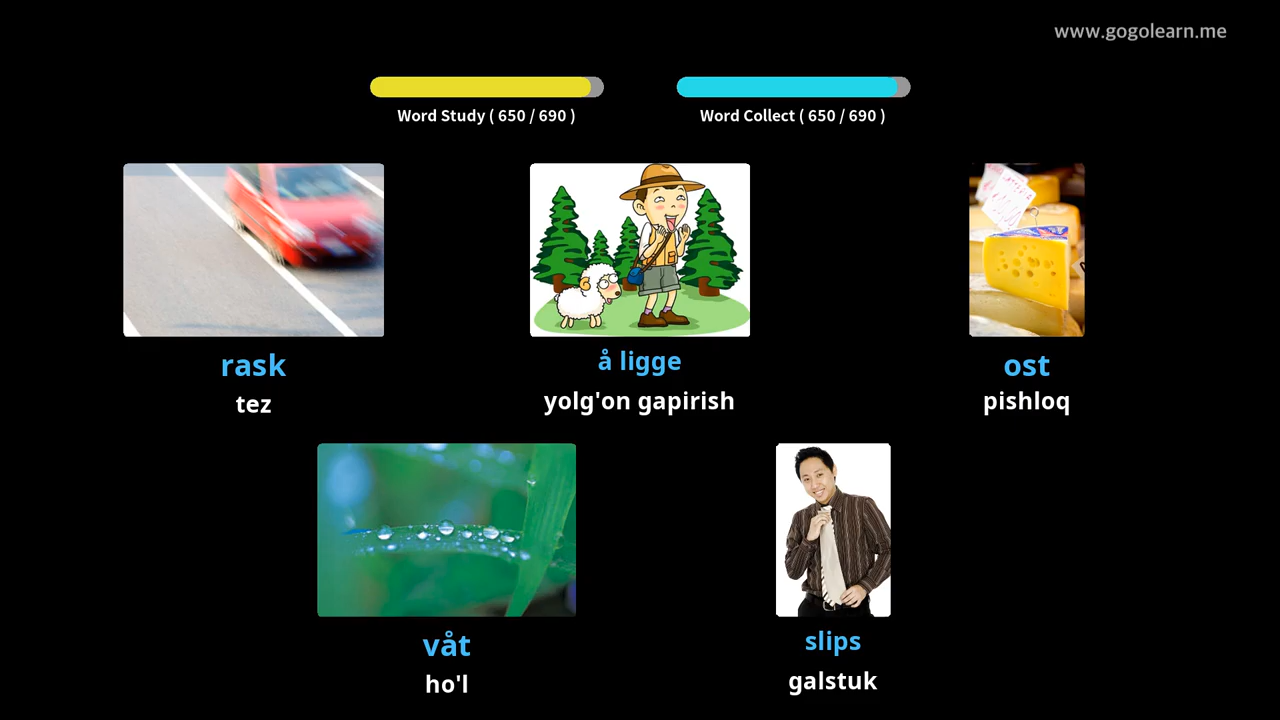 www.gogolearn.me
Word Study ( 650 / 690 )
Word Collect ( 650 / 690 )
rask
tez
å ligge
yolg'on gapirish
ost
pishloq
våt
ho'l
slips
galstuk